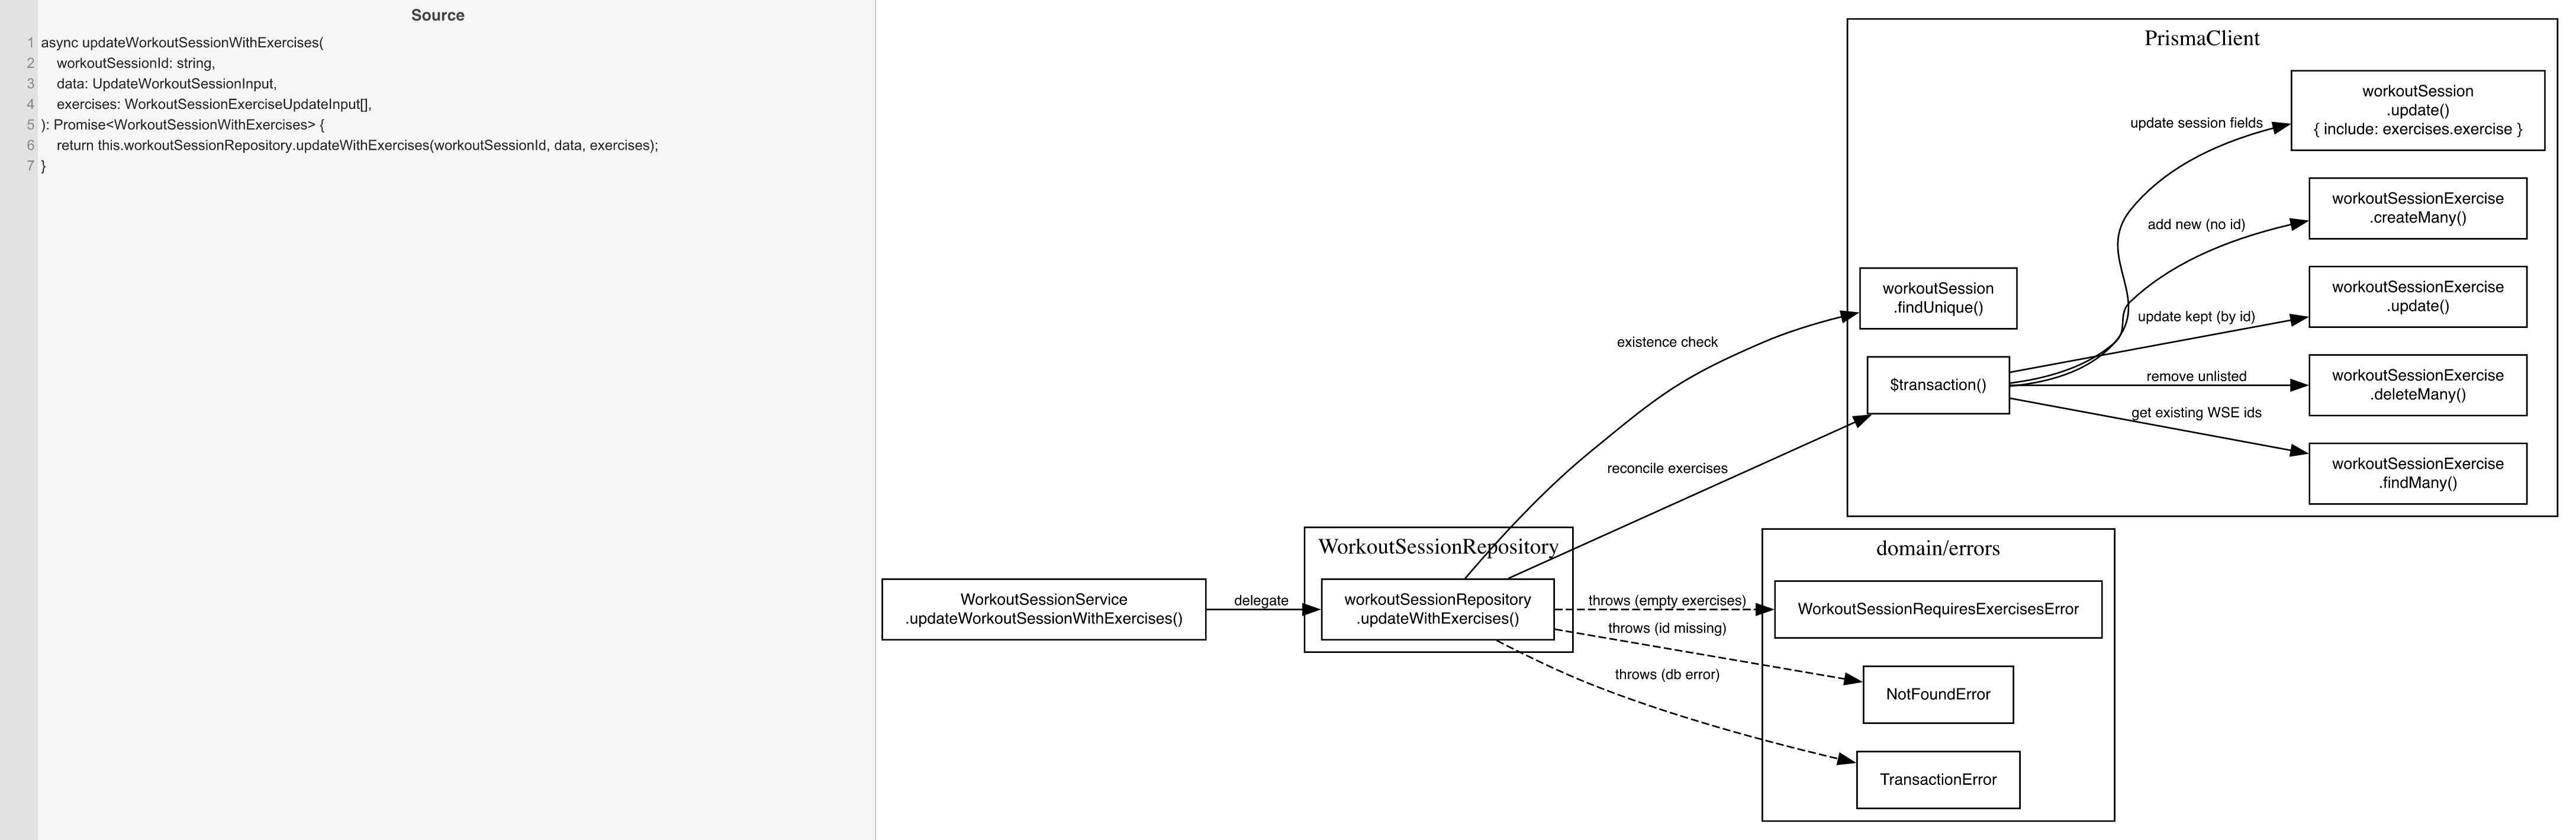 Source
1 async updateWorkoutSessionWithExercises(
2 workoutSessionId: string,
3 data: UpdateWorkoutSessionInput,
4 exercises: WorkoutSessionExerciseUpdateInput[],
5 ): Promise<WorkoutSessionWithExercises> {
6 return this.workoutSessionRepository.updateWithExercises(workoutSessionId, data, exercises);
7 }
WorkoutSessionService
.updateWorkoutSessionWithExercises()
delegate
WorkoutSessionRepository
workoutSessionRepository
.updateWithExercises()
existence check
reconcile exercises
throws (empty exercises)
throws (id missing)
throws (db error)
PrismaClient
workoutSession
.findUnique()
$transaction()
update session fields
add new (no id)
update kept (by id)
remove unlisted
get existing WSE ids
workoutSession
.update()
{ include: exercises.exercise }
workoutSessionExercise
.createMany()
workoutSessionExercise
.update()
workoutSessionExercise
.deleteMany()
workoutSessionExercise
.findMany()
domain/errors
WorkoutSessionRequiresExercisesError
NotFoundError
TransactionError